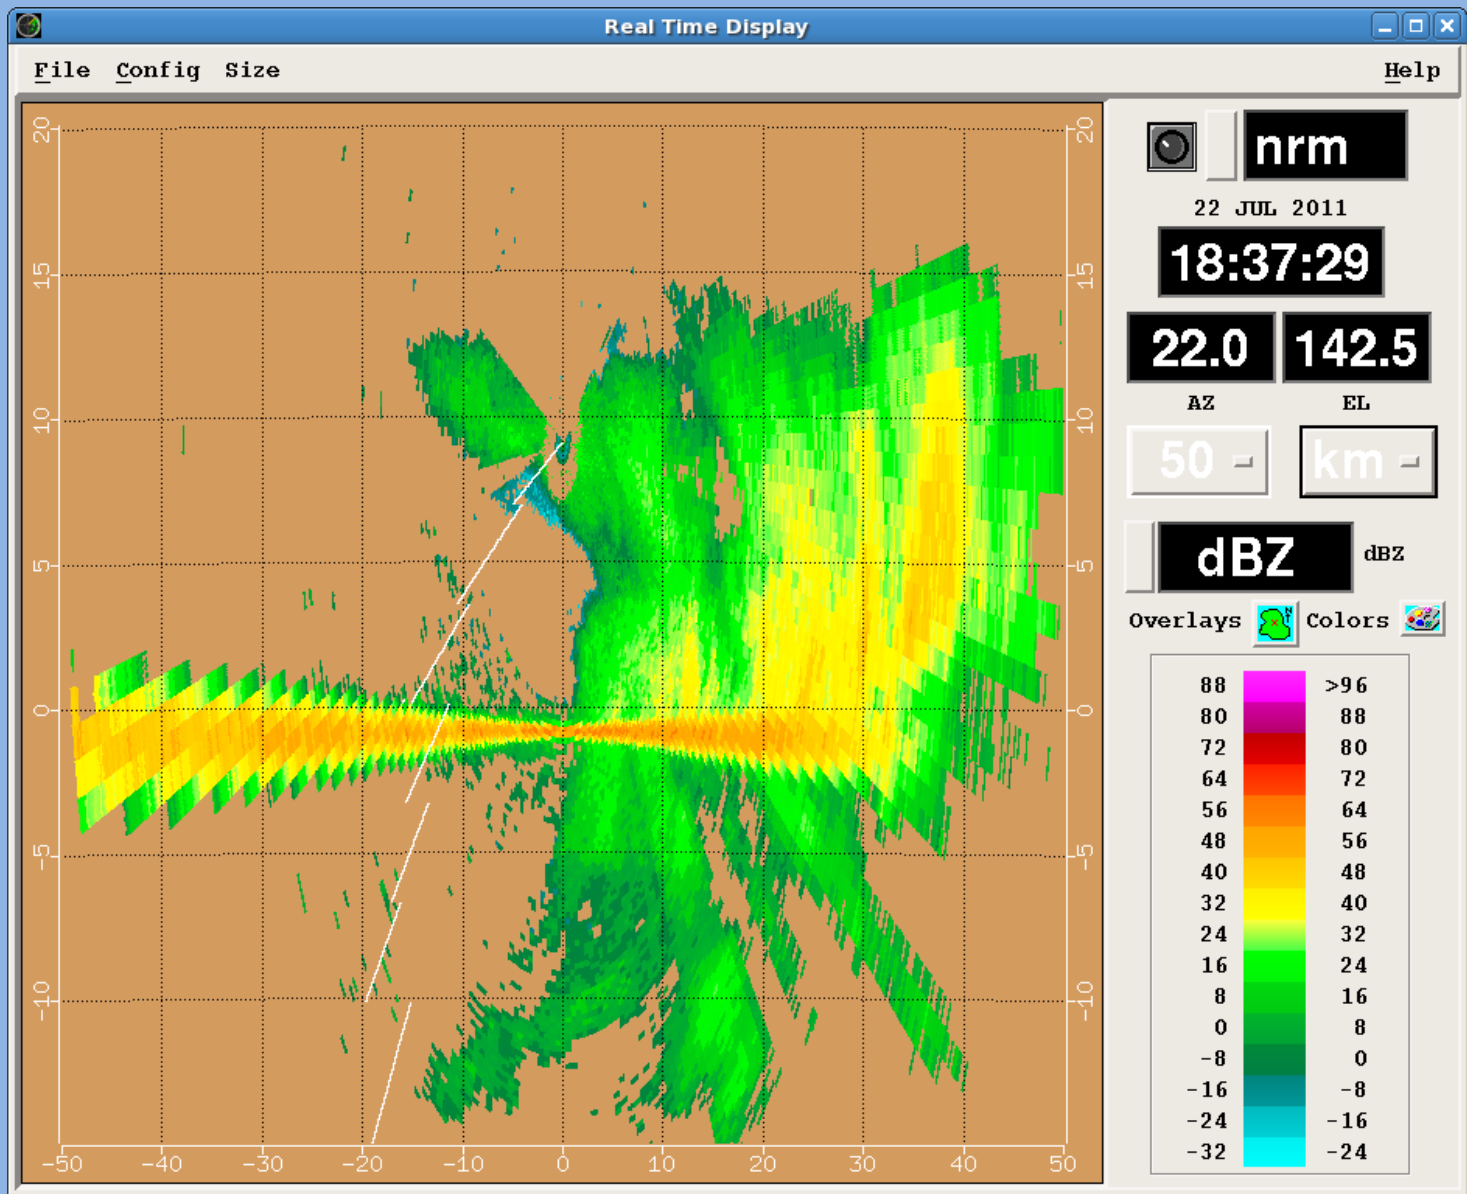 Real Time Display
File Config Size Help
nrm
22 JUL 2011
18:37:29
22.0 142.5
AZ EL
50 km
dBZ dBZ
Overlays N Colors
88 >96
80 88
72 80
64 72
56 64
48 56
40 48
32 40
24 32
16 24
8 16
0 8
-8 0
-16 -8
-24 -16
-32 -24
20 20
15 15
10 10
5 5
0 0
-5 -5
-10 -10
-50 -40 -30 -20 -10 0 10 20 30 40 50